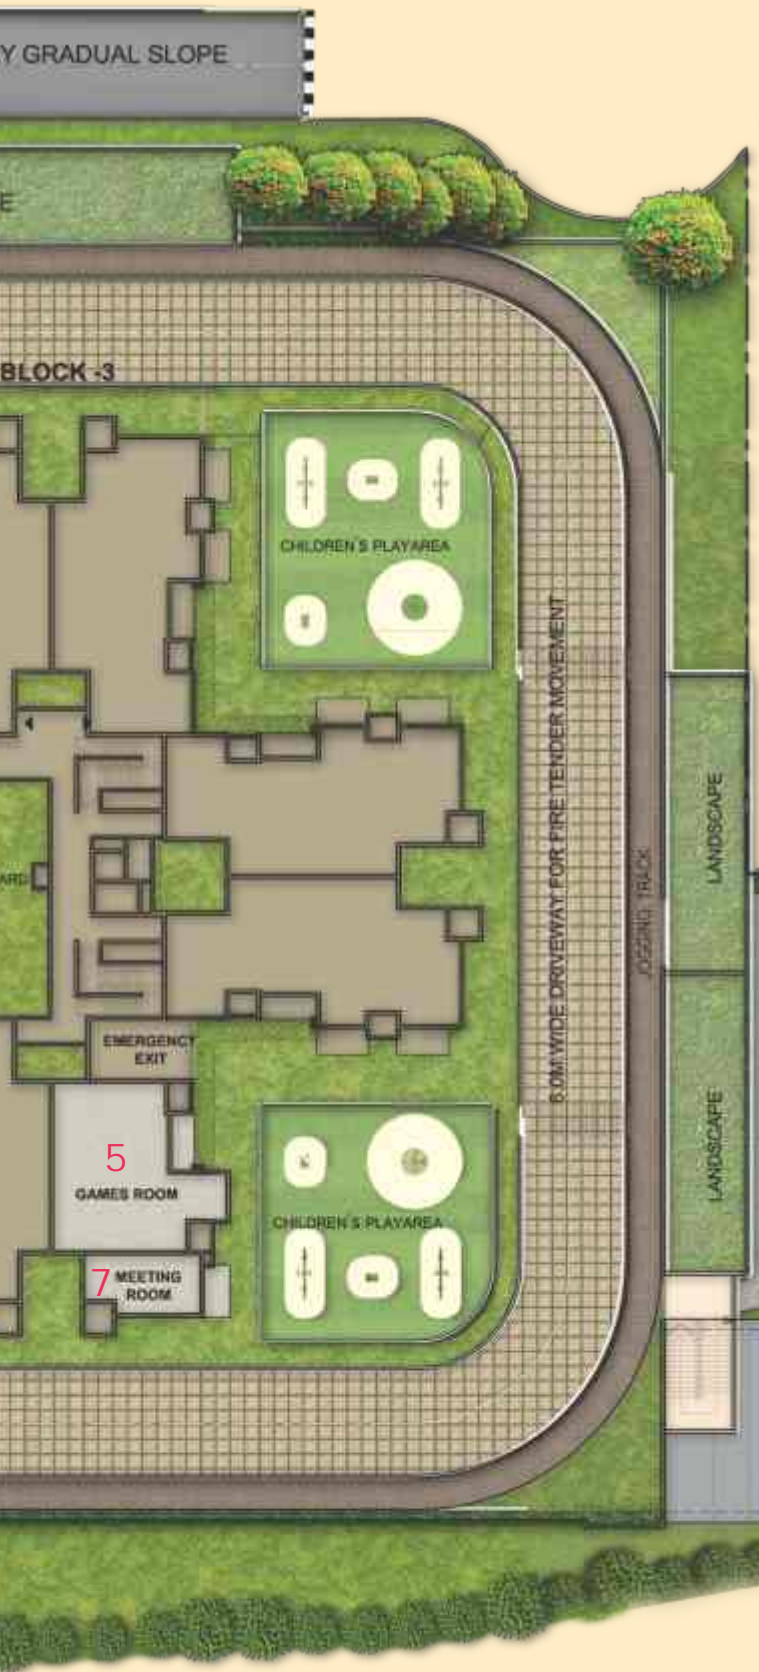 Y GRADUAL SLOPE
E
BLOCK -3
CHILDREN'S PLAYAREA
6.0M WIDE DRIVEWAY FOR FIRE TENDER MOVEMENT
LANDSCAPE
JOGGING TRACK
ARD
EMERGENCY
EXIT
LANDSCAPE
5
GAMES ROOM
CHILDREN'S PLAYAREA
7 MEETING
ROOM